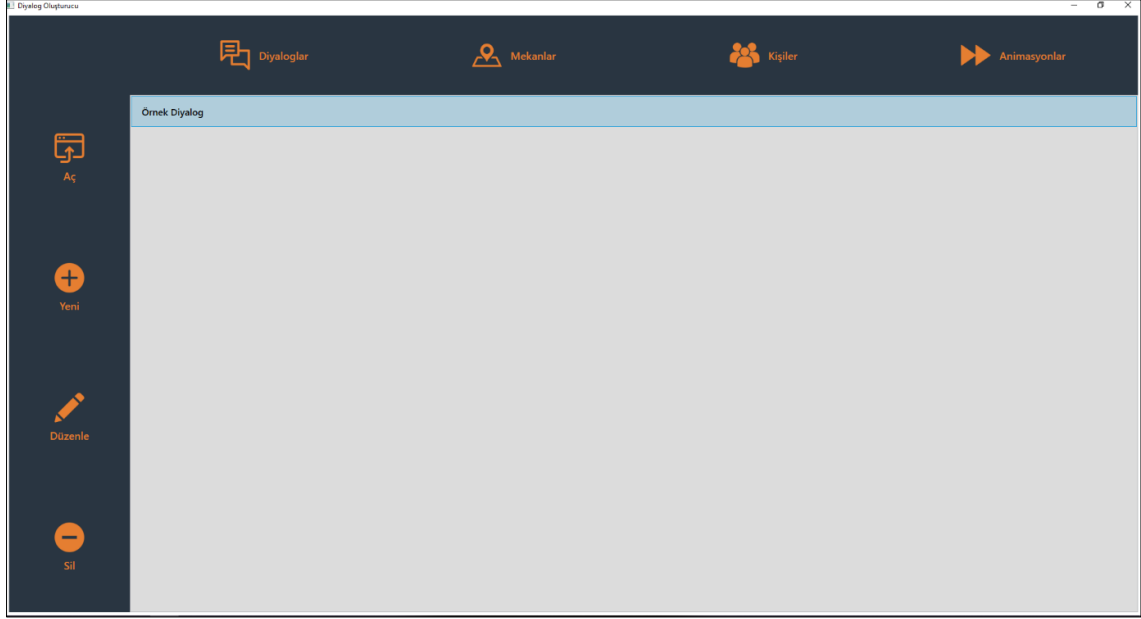 Diyalog Oluşturucu
Diyaloglar
Mekanlar
Kişiler
Animasyonlar
Örnek Diyalog
Aç
Yeni
Düzenle
Sil